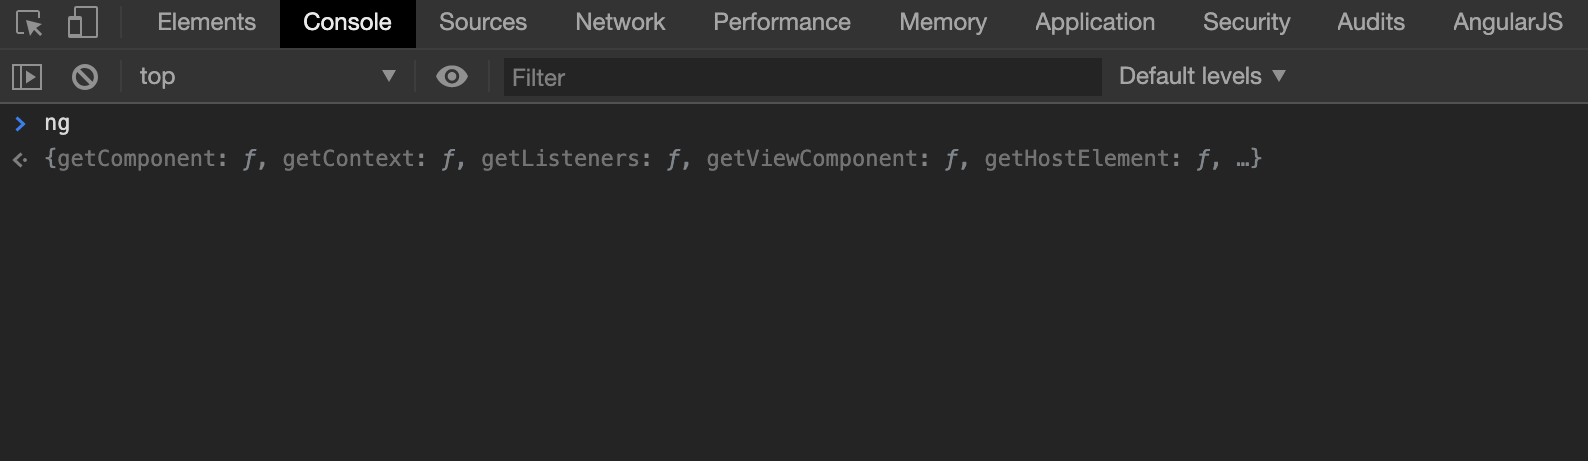 Elements Console Sources Network Performance Memory Application Security Audits AngularJS
top Filter Default levels
ng
{getComponent: ƒ, getContext: ƒ, getListeners: ƒ, getViewComponent: ƒ, getHostElement: ƒ, …}